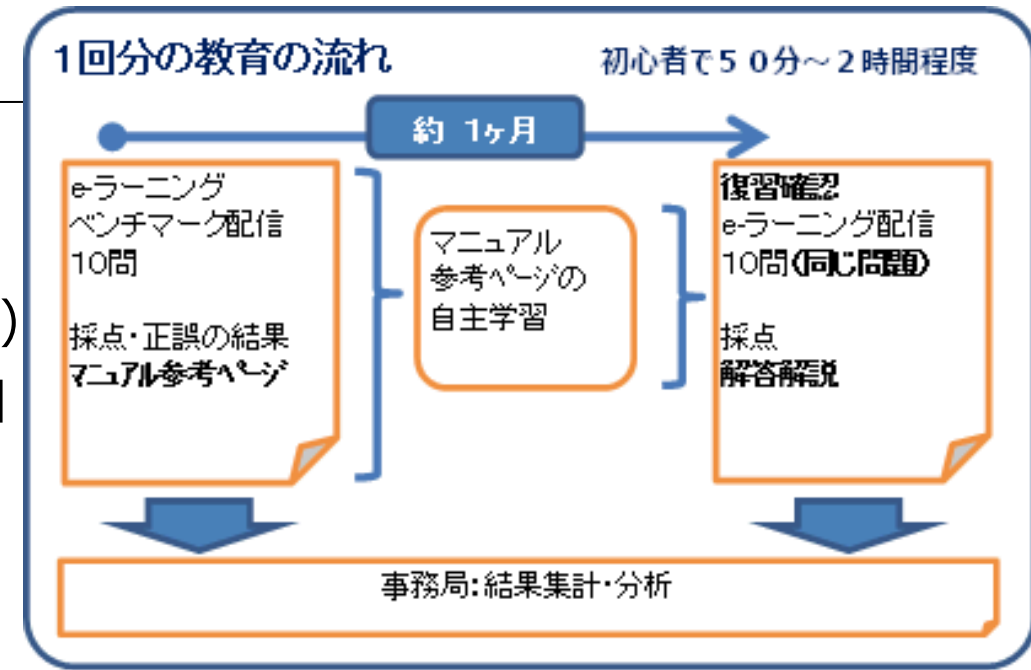 1回分の教育の流れ
初心者で50分～2時間程度
約 1ヶ月
e-ラーニング
ベンチマーク配信
10問
採点・正誤の結果
マニュアル参考ページ
マニュアル
参考ページの
自主学習
復習確認
e-ラーニング配信
10問(同じ問題)
採点
解答解説
事務局:結果集計・分析
)